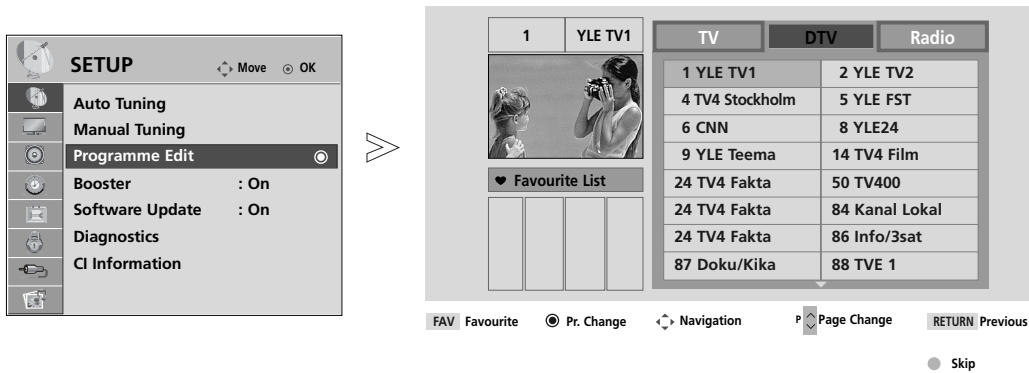 SETUP Move OK
Auto Tuning
Manual Tuning
Programme Edit
Booster : On
Software Update : On
Diagnostics
CI Information
1 YLE TV1
Favourite List
TV DTV Radio
1 YLE TV1 2 YLE TV2
4 TV4 Stockholm 5 YLE FST
6 CNN 8 YLE24
9 YLE Teema 14 TV4 Film
24 TV4 Fakta 50 TV400
24 TV4 Fakta 84 Kanal Lokal
24 TV4 Fakta 86 Info/3sat
87 Doku/Kika 88 TVE 1
FAV Favourite Pr. Change Navigation P Page Change RETURN Previous
Skip